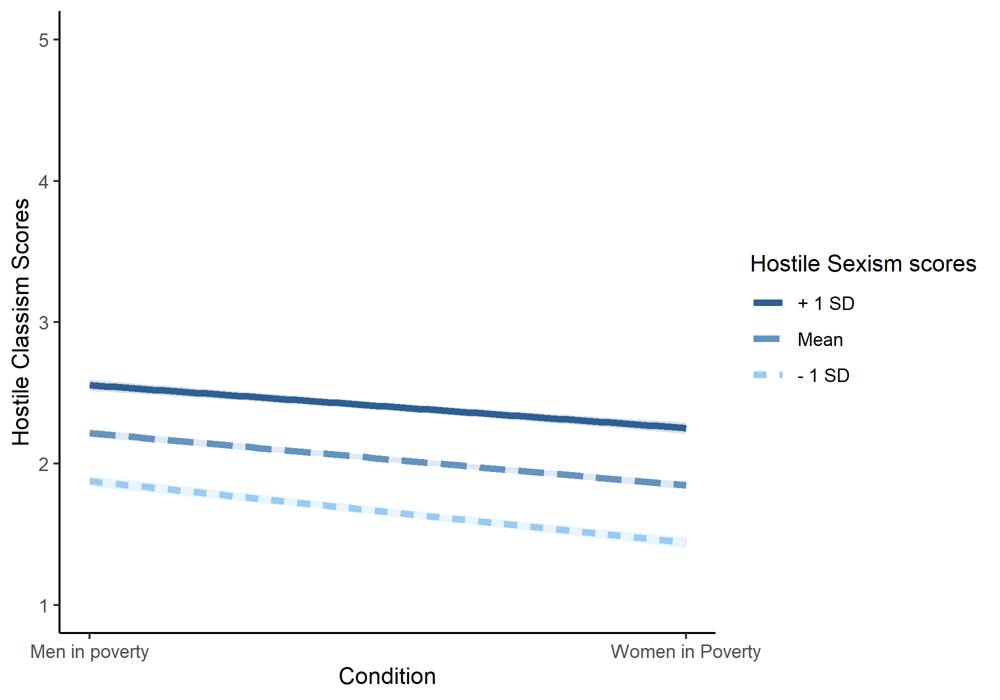 Hostile Classism Scores
5
4
3
2
1
Men in poverty
Women in Poverty
Condition
Hostile Sexism scores
+ 1 SD
Mean
- 1 SD